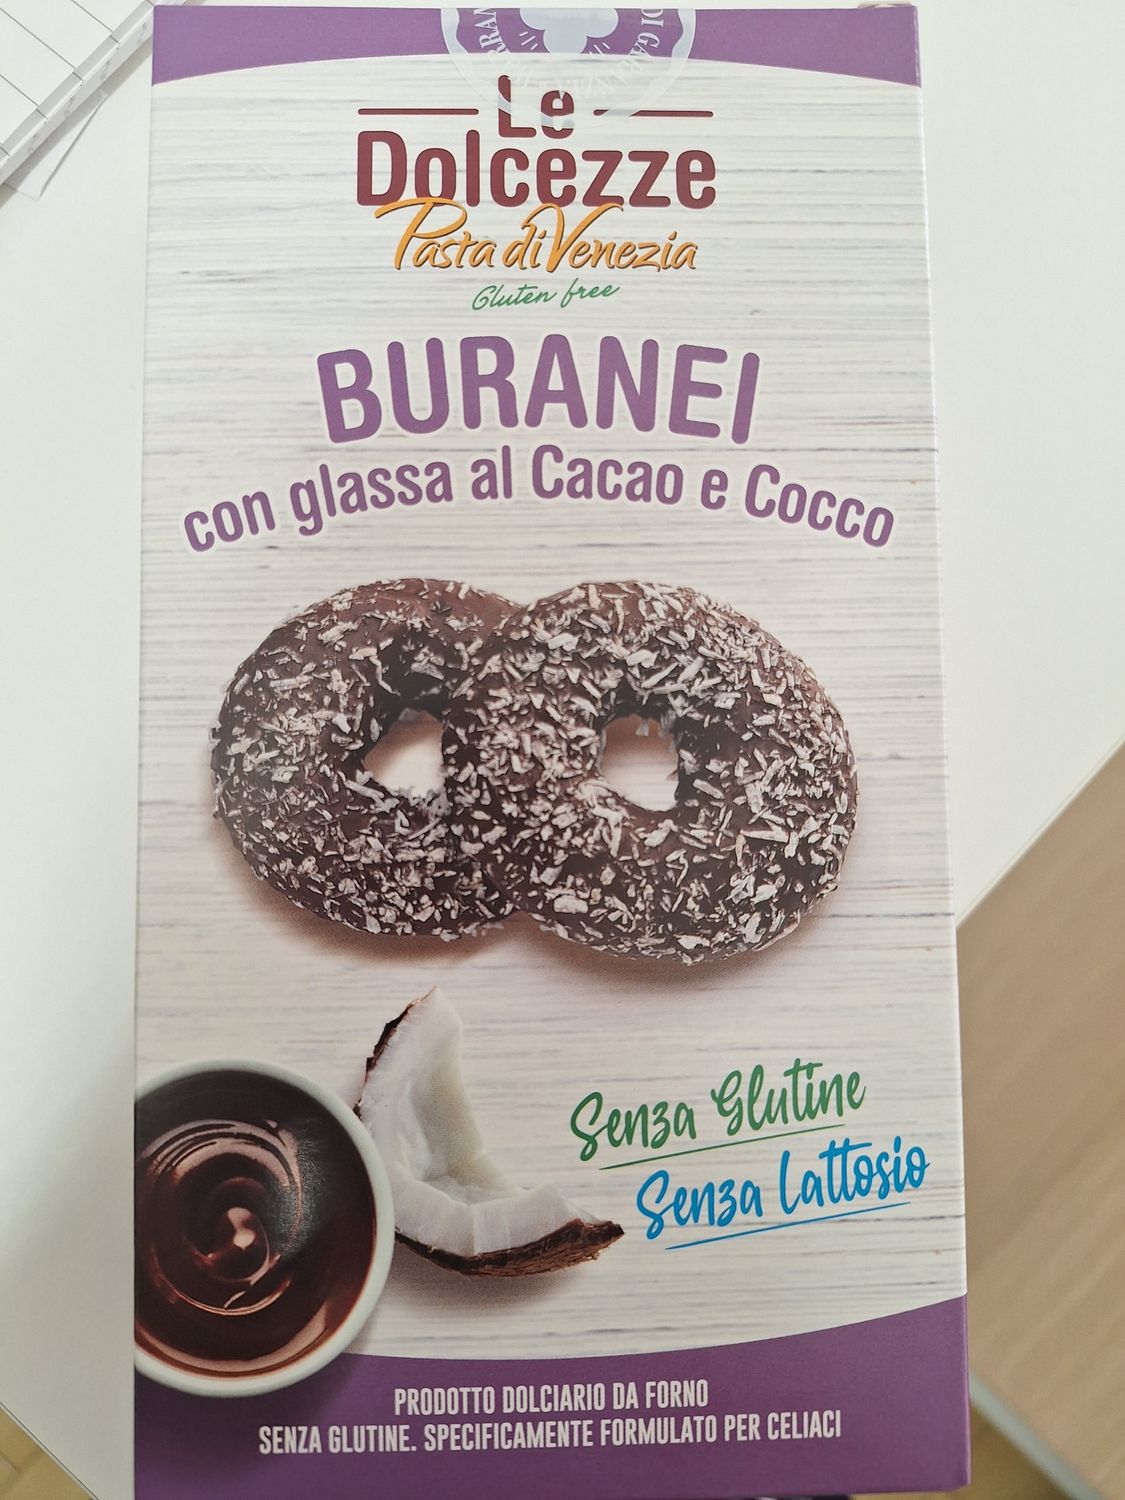 Le
Dolcezze
Pasta di Venezia
Gluten free
BURANEI
con glassa al Cacao e Cocco
Senza Glutine
Senza Lattosio
PRODOTTO DOLCIARIO DA FORNO
SENZA GLUTINE. SPECIFICAMENTE FORMULATO PER CELIACI